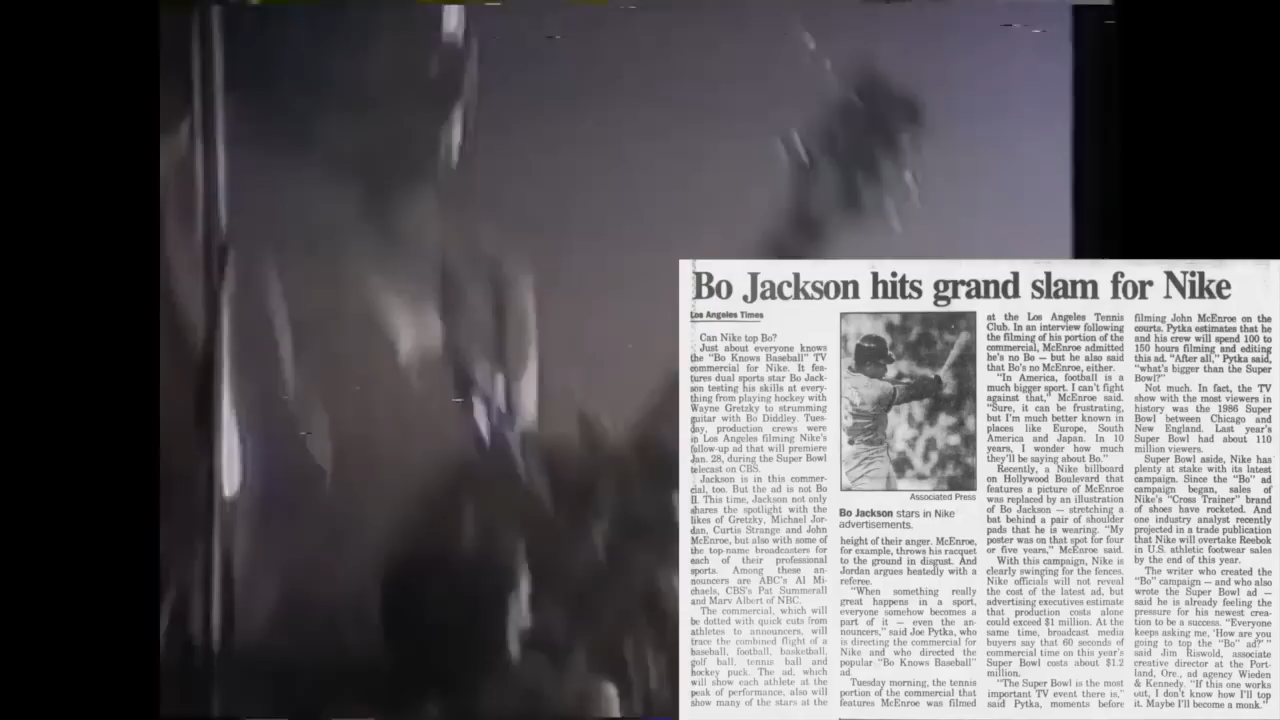 Bo Jackson hits grand slam for Nike
Los Angeles Times
Can Nike top Bo?
Just about everyone knows
the "Bo Knows Baseball" TV
commercial for Nike. It fea-
tures dual sports star Bo Jack-
son testing his skills at every-
thing from playing hockey with
Wayne Gretzky to strumming
guitar with Bo Diddley. Tues-
day, production crews were
in Los Angeles filming Nike's
follow-up ad that will premiere
Jan. 28, during the Super Bowl
telecast on CBS.
Jackson is in this commer-
cial, too. But the ad is not Bo
II. This time, Jackson not only
shares the spotlight with the
likes of Gretzky, Michael Jor-
dan, Curtis Strange and John
McEnroe, but also with some of
the top-name broadcasters for
each of their professional
sports. Among these an-
nouncers are ABC's Al Mi-
chaels, CBS's Pat Summerall
and Marv Albert of NBC.
The commercial, which will
be dotted with quick cuts from
athletes to announcers, will
trace the combined flight of a
baseball, football, basketball,
golf ball, tennis ball and
hockey puck. The ad, which
will show each athlete at the
peak of performance, also will
show many of the stars at the
Associated Press
Bo Jackson stars in Nike
advertisements.
height of their anger. McEnroe,
for example, throws his racquet
to the ground in disgust. And
Jordan argues heatedly with a
referee.
"When something really
great happens in a sport,
everyone somehow becomes a
part of it — even the an-
nouncers," said Joe Pytka, who
is directing the commercial for
Nike and who directed the
popular "Bo Knows Baseball"
ad.
Tuesday morning, the tennis
portion of the commercial that
features McEnroe was filmed
at the Los Angeles Tennis
Club. In an interview following
the filming of his portion of the
commercial, McEnroe admitted
he's no Bo — but he also said
that Bo's no McEnroe, either.
"In America, football is a
much bigger sport. I can't fight
against that," McEnroe said.
"Sure, it can be frustrating,
but I'm much better known in
places like Europe, South
America and Japan. In 10
years, I wonder how much
they'll be saying about Bo."
Recently, a Nike billboard
on Hollywood Boulevard that
features a picture of McEnroe
was replaced by an illustration
of Bo Jackson — stretching a
bat behind a pair of shoulder
pads that he is wearing. "My
poster was on that spot for four
or five years," McEnroe said.
With this campaign, Nike is
clearly swinging for the fences.
Nike officials will not reveal
the cost of the latest ad, but
advertising executives estimate
that production costs alone
could exceed $1 million. At the
same time, broadcast media
buyers say that 60 seconds of
commercial time on this year's
Super Bowl costs about $1.2
million.
"The Super Bowl is the most
important TV event there is,"
said Pytka, moments before
filming John McEnroe on the
courts. Pytka estimates that he
and his crew will spend 100 to
150 hours filming and editing
this ad. "After all," Pytka said,
"what's bigger than the Super
Bowl?"
Not much. In fact, the TV
show with the most viewers in
history was the 1986 Super
Bowl between Chicago and
New England. Last year's
Super Bowl had about 110
million viewers.
Super Bowl aside, Nike has
plenty at stake with its latest
campaign. Since the "Bo" ad
campaign began, sales of
Nike's "Cross Trainer" brand
of shoes have rocketed. And
one industry analyst recently
projected in a trade publication
that Nike will overtake Reebok
in U.S. athletic footwear sales
by the end of this year.
The writer who created the
"Bo" campaign — and who also
wrote the Super Bowl ad —
said he is already feeling the
pressure for his newest crea-
tion to be a success. "Everyone
keeps asking me, 'How are you
going to top the "Bo" ad?' "
said Jim Riswold, associate
creative director at the Port-
land, Ore., ad agency Wieden
& Kennedy. "If this one works
out, I don't know how I'll top
it. Maybe I'll become a monk."